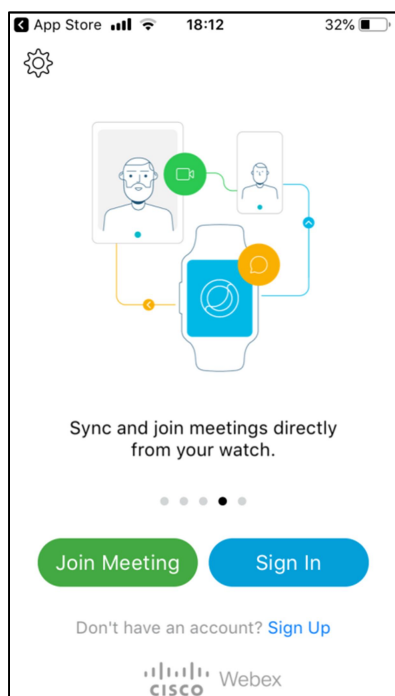 App Store 18:12 32%
Sync and join meetings directly
from your watch.
Join Meeting Sign In
Don't have an account? Sign Up
CISCO Webex